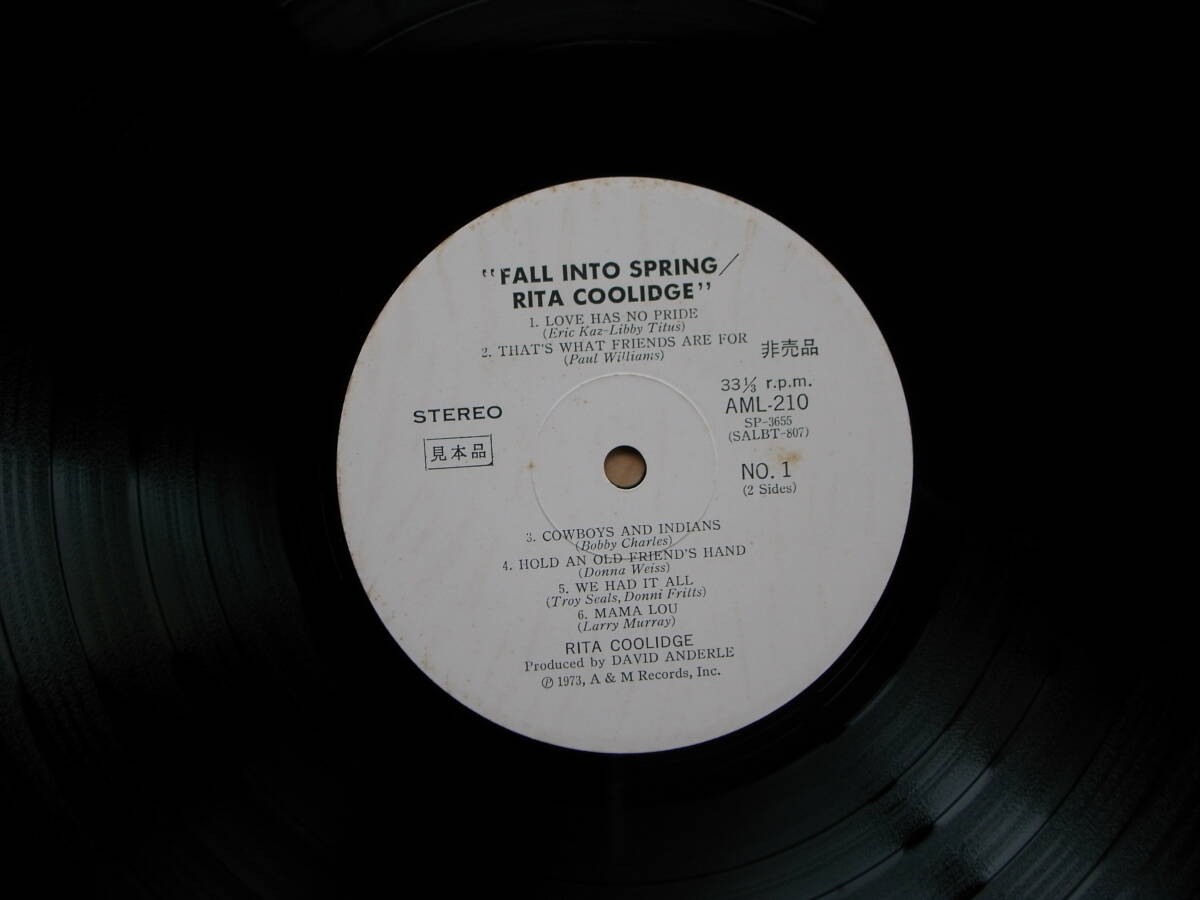 “FALL INTO SPRING/
RITA COOLIDGE”
1. LOVE HAS NO PRIDE
(Eric Kaz-Libby Titus)
2. THAT'S WHAT FRIENDS ARE FOR
(Paul Williams)
非売品
33⅓ r.p.m.
STEREO
AML-210
SP-3655
(SALBT-807)
見本品
NO. 1
(2 Sides)
3. COWBOYS AND INDIANS
(Bobby Charles)
4. HOLD AN OLD FRIEND'S HAND
(Donna Weiss)
5. WE HAD IT ALL
(Troy Seals, Donni Fritts)
6. MAMA LOU
(Larry Murray)
RITA COOLIDGE
Produced by DAVID ANDERLE
Ⓟ 1973, A & M Records, Inc.